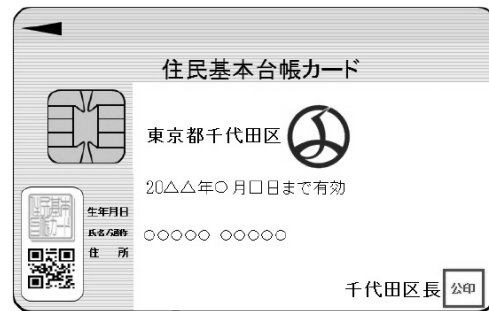 住民基本台帳カード
東京都千代田区
20△△年○月□日まで有効
生年月日
氏名/通称 ○○○○○ ○○○○○
住 所
千代田区長 公印